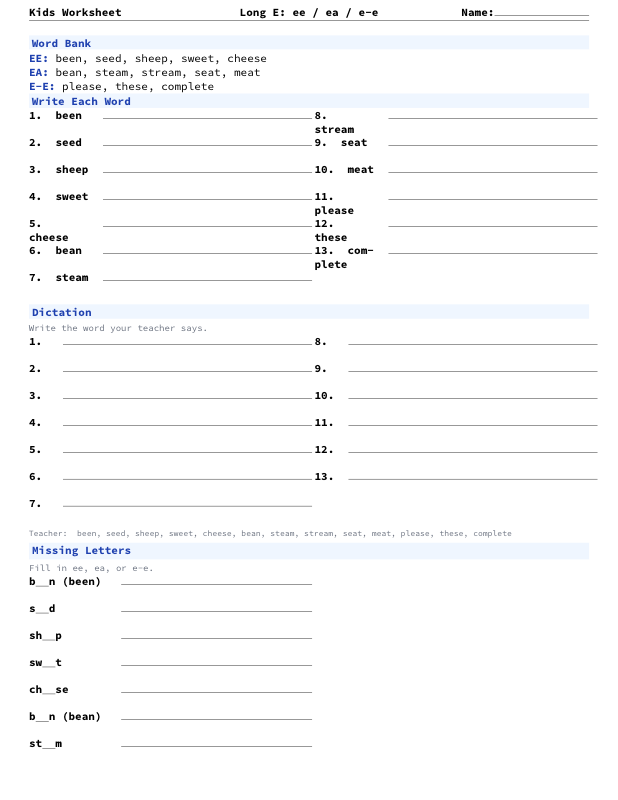 Kids Worksheet Long E: ee / ea / e-e Name:
Word Bank
EE: been, seed, sheep, sweet, cheese
EA: bean, steam, stream, seat, meat
E-E: please, these, complete
Write Each Word
1. been
2. seed
3. sheep
4. sweet
5.
cheese
6. bean
7. steam
8.
stream
9. seat
10. meat
11.
please
12.
these
13. com-
plete
Dictation
Write the word your teacher says.
1.
2.
3.
4.
5.
6.
7.
8.
9.
10.
11.
12.
13.
Teacher: been, seed, sheep, sweet, cheese, bean, steam, stream, seat, meat, please, these, complete
Missing Letters
Fill in ee, ea, or e-e.
b__n (been)
s__d
sh__p
sw__t
ch__se
b__n (bean)
st__m